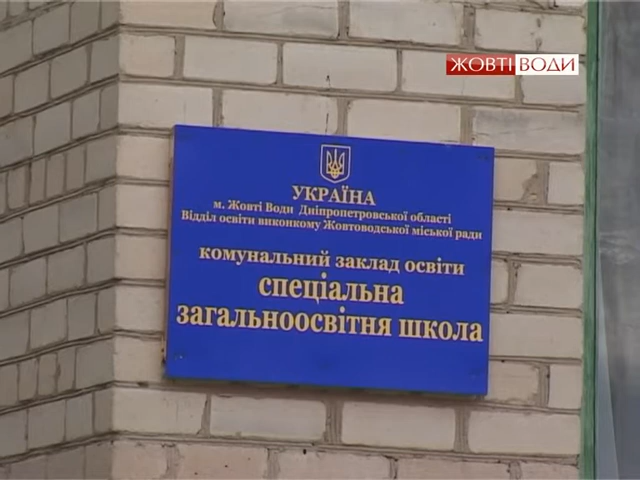 ЖОВТІ ВОДИ
УКРАЇНА
м. Жовті Води Дніпропетровської області
Відділ освіти виконкому Жовтоводської міської ради
комунальний заклад освіти
спеціальна
загальноосвітня школа